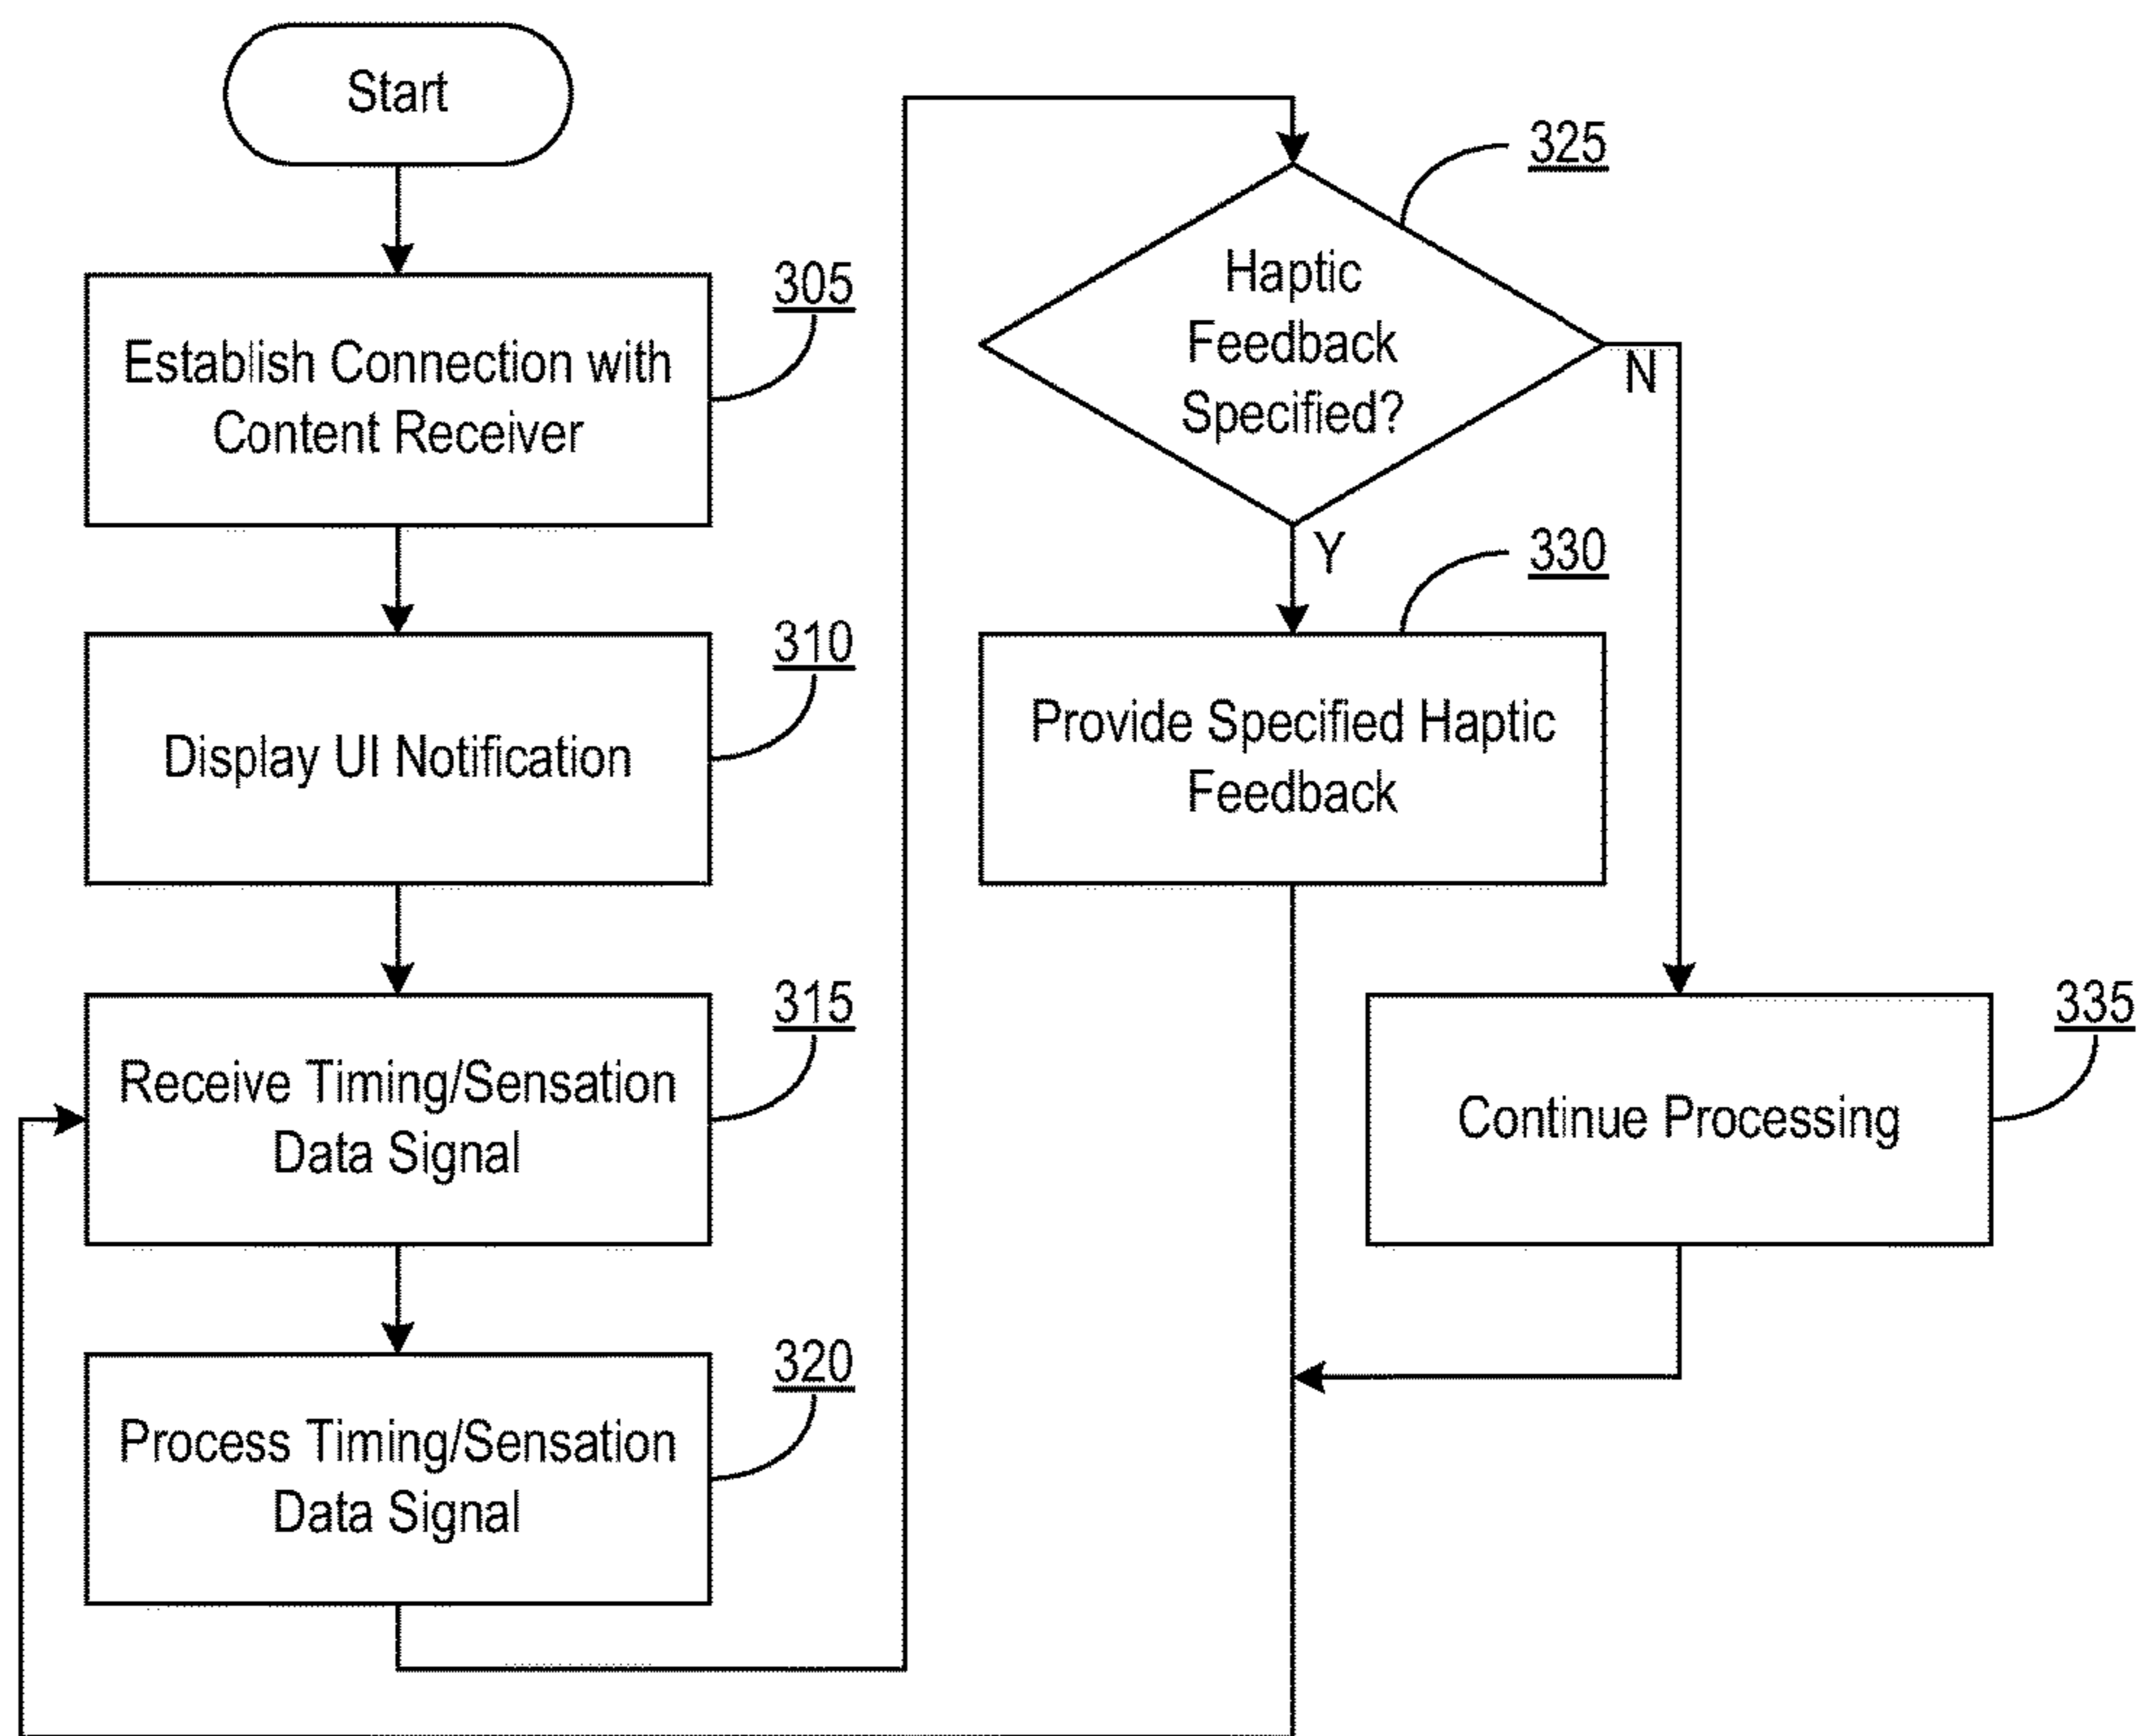 Start
305
Establish Connection with
Content Receiver
310
Display UI Notification
315
Receive Timing/Sensation
Data Signal
320
Process Timing/Sensation
Data Signal
325
Haptic
Feedback
Specified?
N
Y
330
Provide Specified Haptic
Feedback
335
Continue Processing